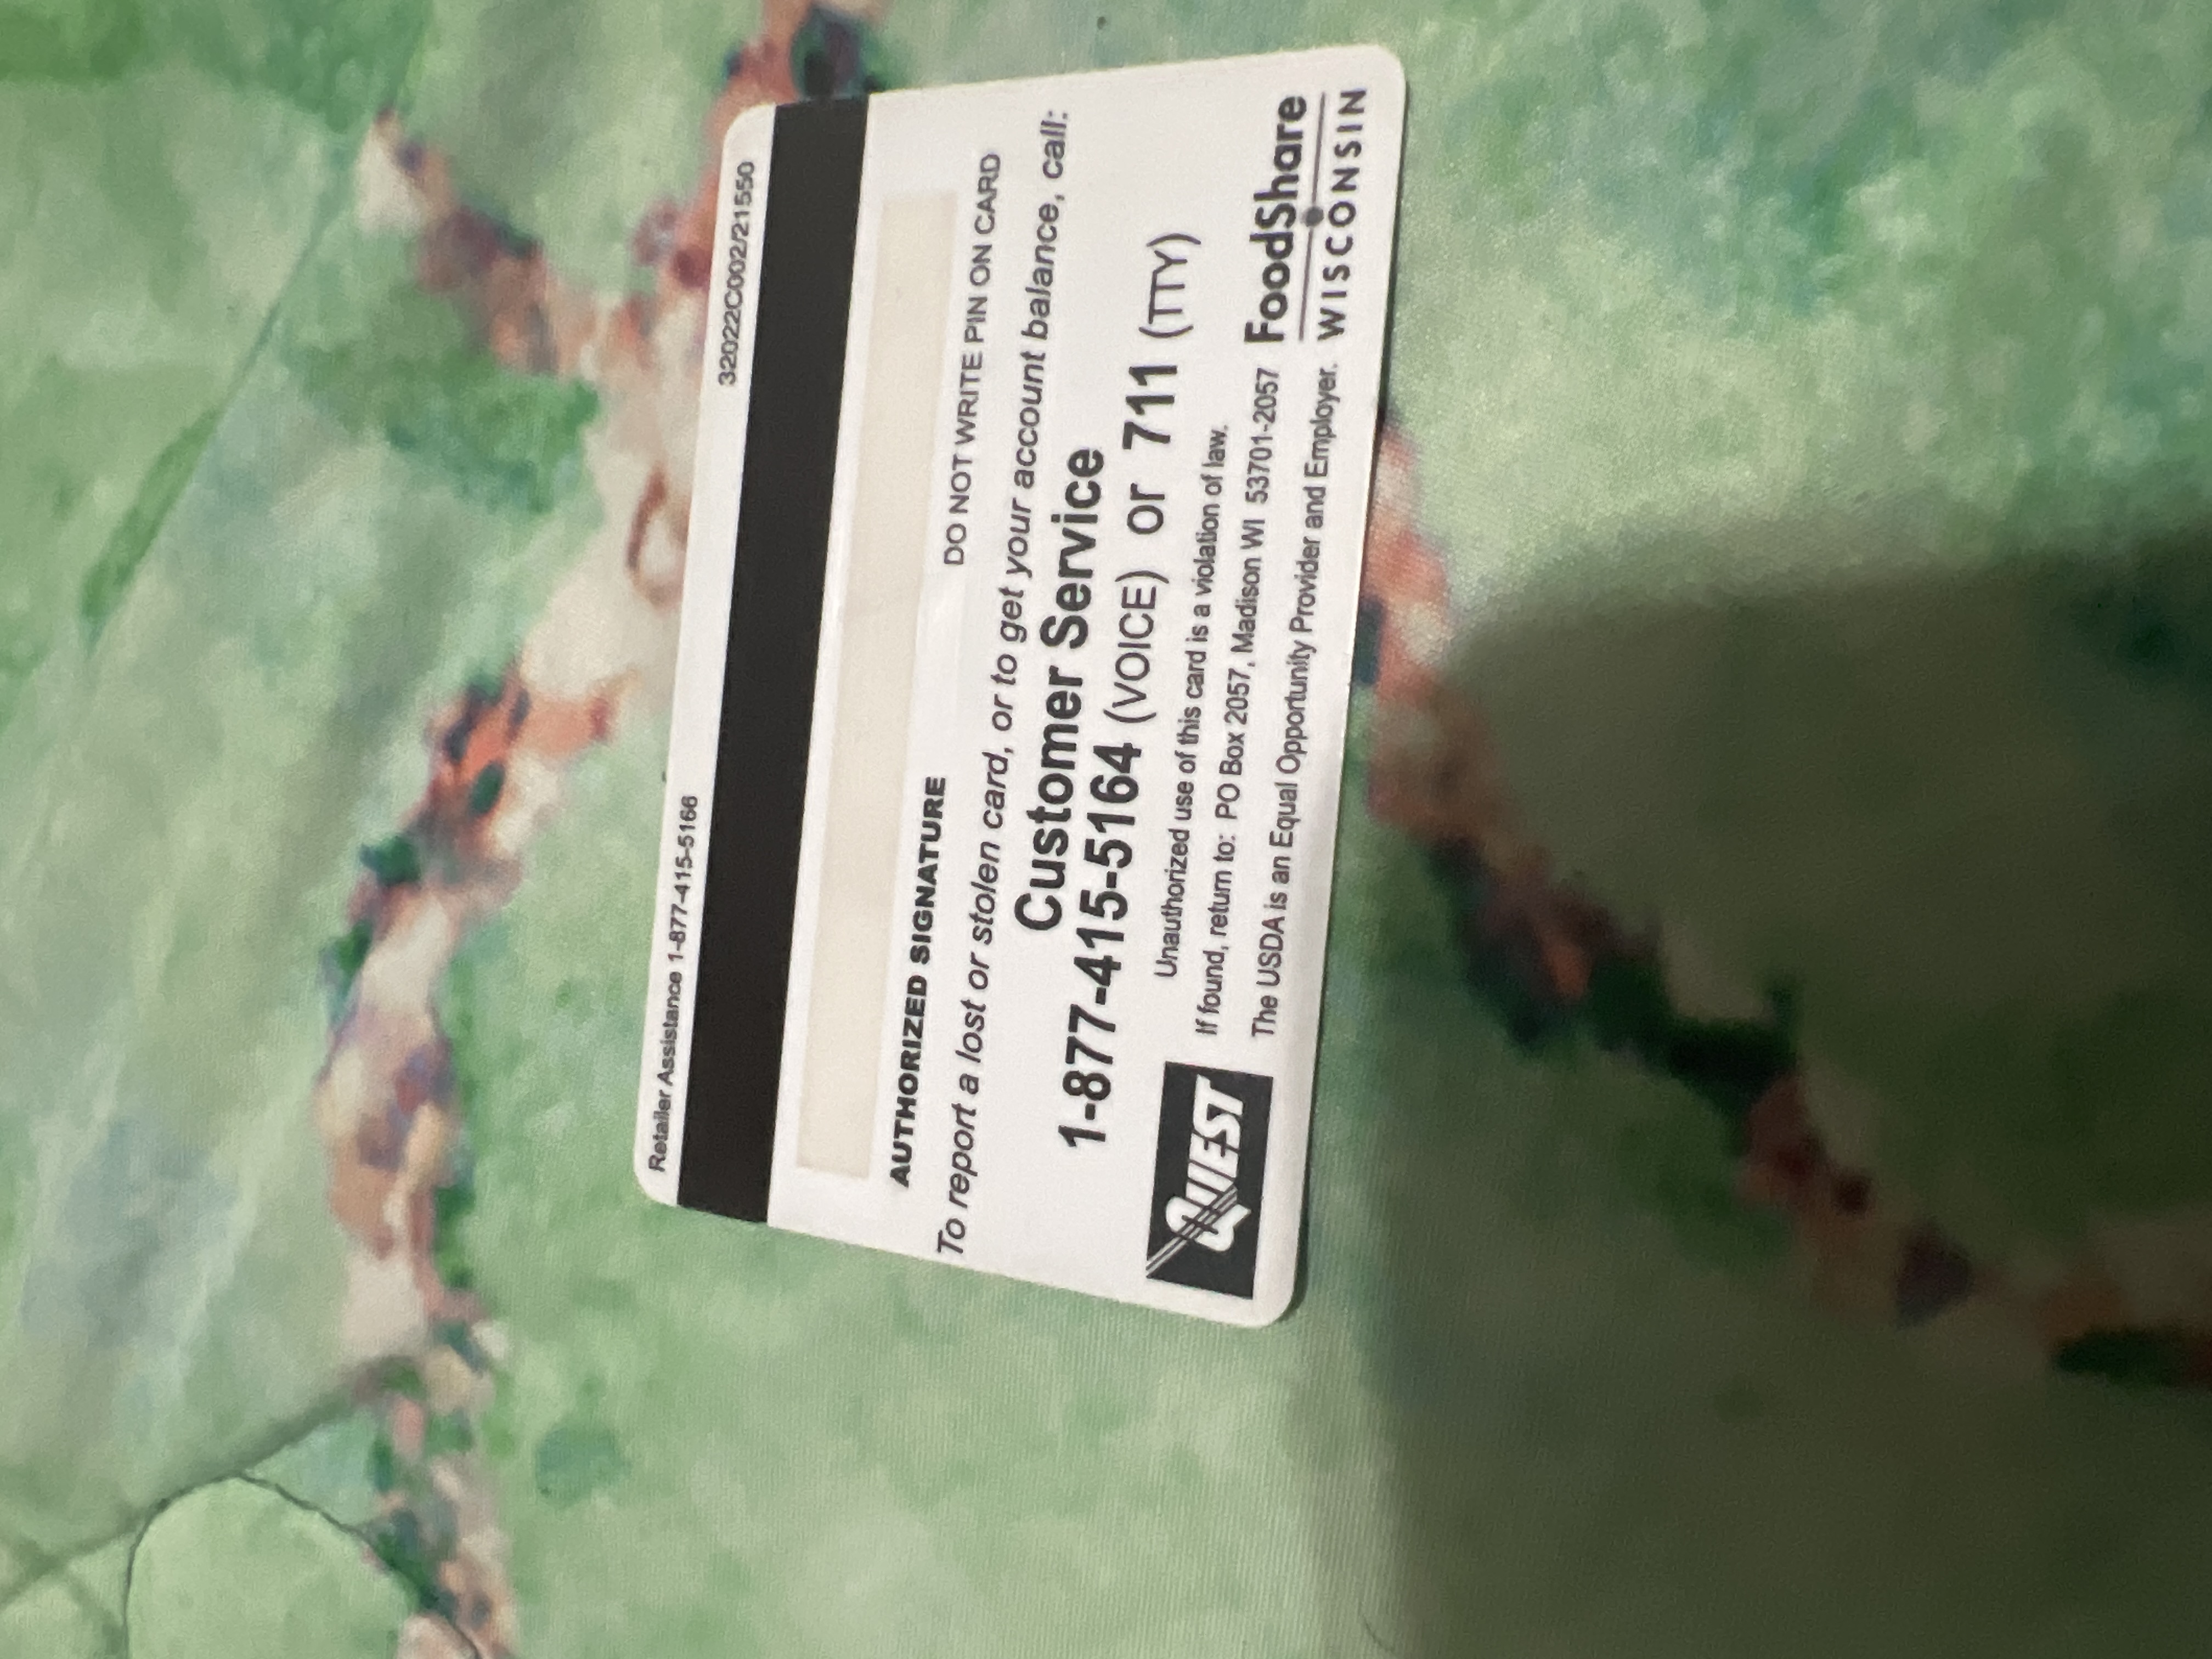 Retailer Assistance 1-877-415-5166
32022C002/21550
AUTHORIZED SIGNATURE
DO NOT WRITE PIN ON CARD
To report a lost or stolen card, or to get your account balance, call:
Customer Service
1-877-415-5164 (VOICE) or 711 (TTY)
Unauthorized use of this card is a violation of law.
If found, return to: PO Box 2057, Madison WI 53701-2057
The USDA is an Equal Opportunity Provider and Employer.
QUEST
FoodShare
WISCONSIN